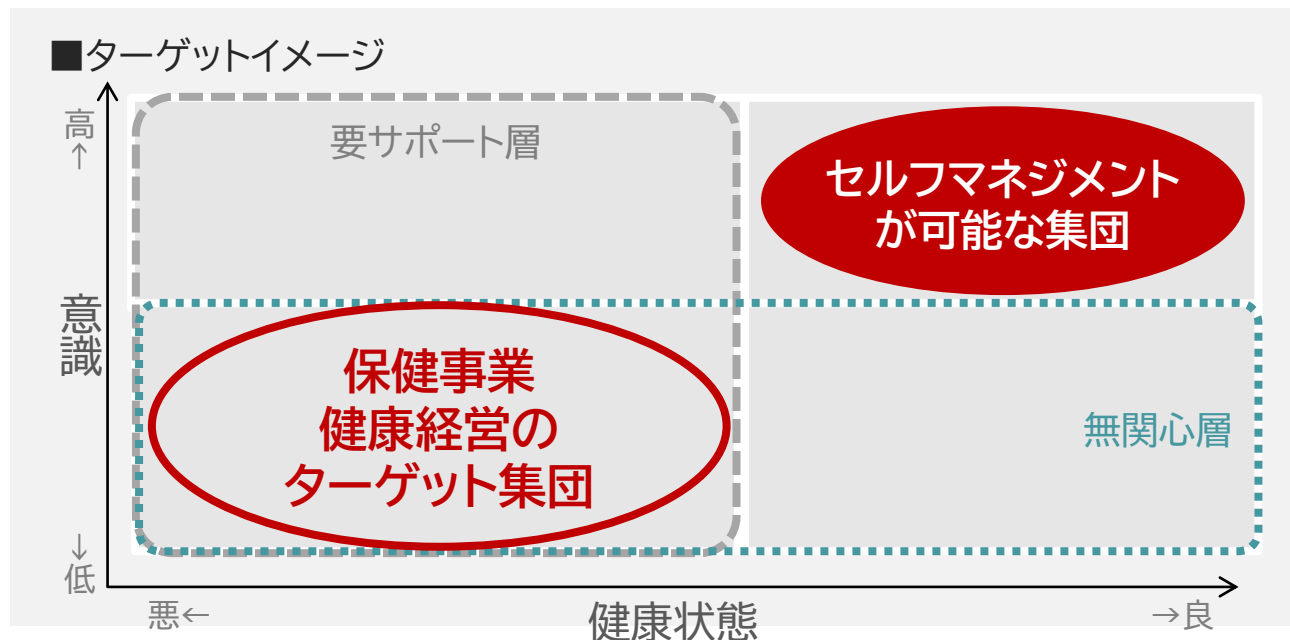 ■ターゲットイメージ
高
↑
要サポート層
セルフマネジメント
が可能な集団
意識
保健事業
健康経営の
ターゲット集団
無関心層
↓
低
悪←
健康状態
→良